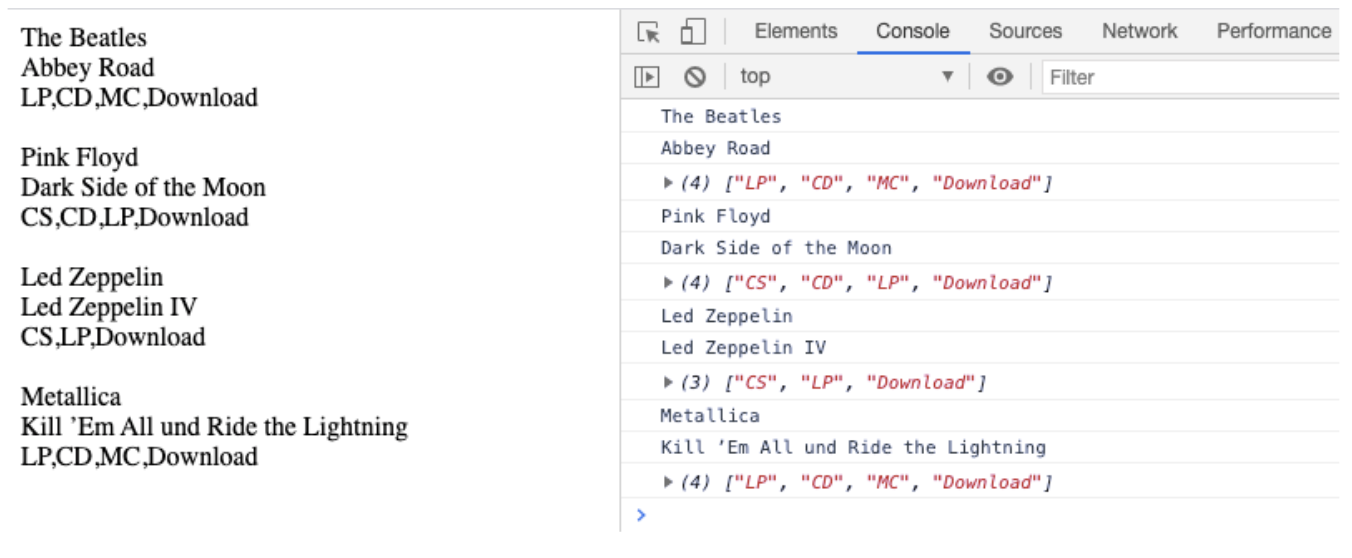 The Beatles
Abbey Road
LP,CD,MC,Download
Pink Floyd
Dark Side of the Moon
CS,CD,LP,Download
Led Zeppelin
Led Zeppelin IV
CS,LP,Download
Metallica
Kill ’Em All und Ride the Lightning
LP,CD,MC,Download
Elements Console Sources Network Performance
top Filter
The Beatles
Abbey Road
(4) ["LP", "CD", "MC", "Download"]
Pink Floyd
Dark Side of the Moon
(4) ["CS", "CD", "LP", "Download"]
Led Zeppelin
Led Zeppelin IV
(3) ["CS", "LP", "Download"]
Metallica
Kill ’Em All und Ride the Lightning
(4) ["LP", "CD", "MC", "Download"]